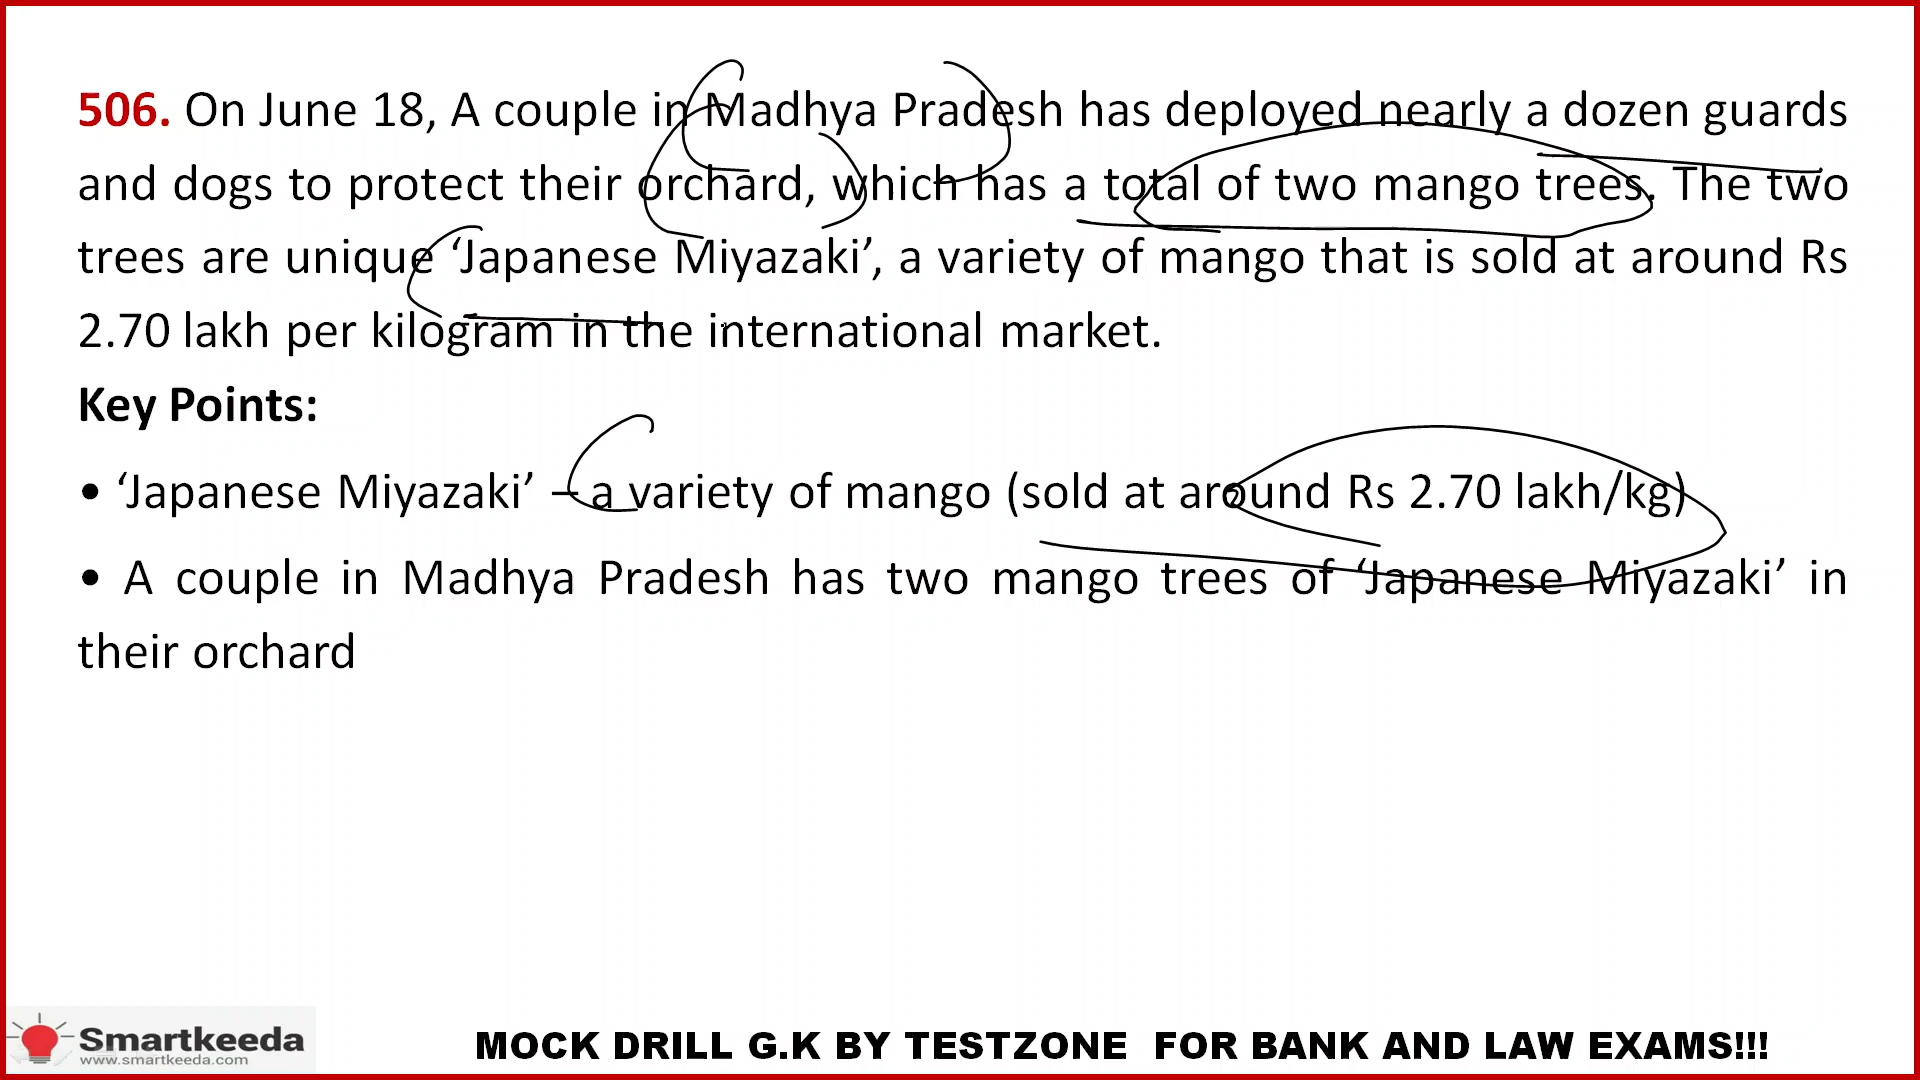 506. On June 18, A couple in Madhya Pradesh has deployed nearly a dozen guards
and dogs to protect their orchard, which has a total of two mango trees. The two
trees are unique ‘Japanese Miyazaki’, a variety of mango that is sold at around Rs
2.70 lakh per kilogram in the international market.
Key Points:
• ‘Japanese Miyazaki’ – a variety of mango (sold at around Rs 2.70 lakh/kg)
• A couple in Madhya Pradesh has two mango trees of ‘Japanese Miyazaki’ in
their orchard
Smartkeeda
www.smartkeeda.com
MOCK DRILL G.K BY TESTZONE FOR BANK AND LAW EXAMS!!!